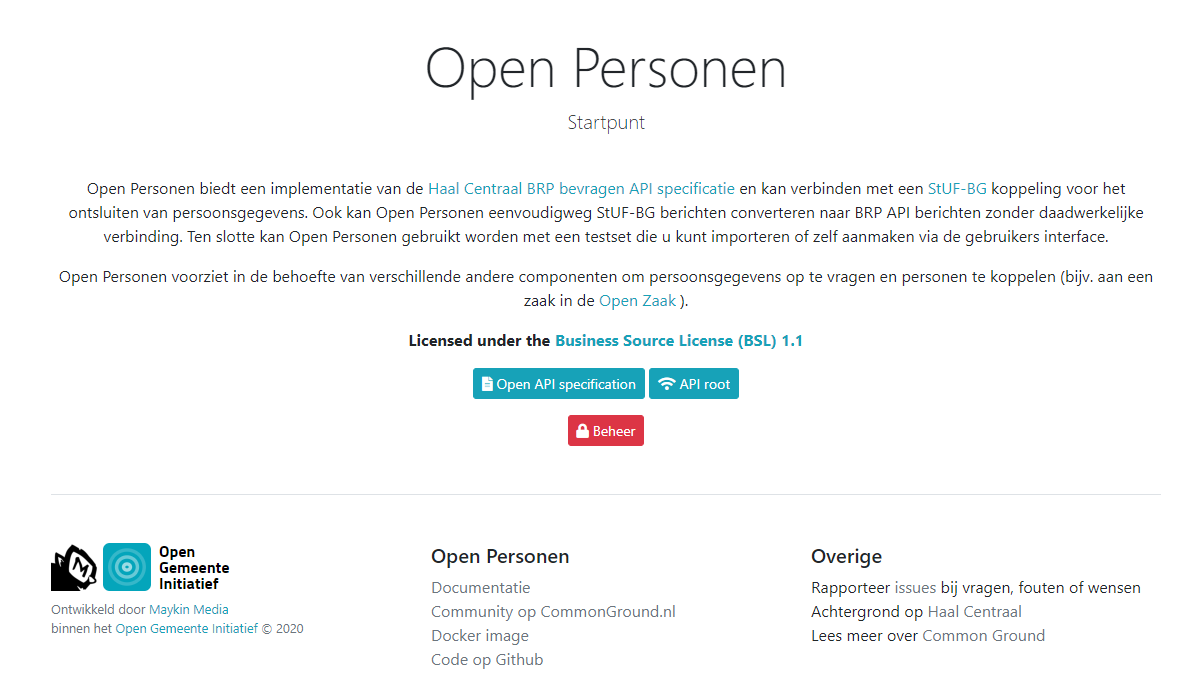 Open Personen
Startpunt
Open Personen biedt een implementatie van de Haal Centraal BRP bevragen API specificatie en kan verbinden met een StUF-BG koppeling voor het
ontsluiten van persoonsgegevens. Ook kan Open Personen eenvoudigweg StUF-BG berichten converteren naar BRP API berichten zonder daadwerkelijke
verbinding. Ten slotte kan Open Personen gebruikt worden met een testset die u kunt importeren of zelf aanmaken via de gebruikers interface.
Open Personen voorziet in de behoefte van verschillende andere componenten om persoonsgegevens op te vragen en personen te koppelen (bijv. aan een
zaak in de Open Zaak ).
Licensed under the Business Source License (BSL) 1.1
Open API specification API root
Beheer
M
Open
Gemeente
Initiatief
Ontwikkeld door Maykin Media
binnen het Open Gemeente Initiatief © 2020
Open Personen
Documentatie
Community op CommonGround.nl
Docker image
Code op Github
Overige
Rapporteer issues bij vragen, fouten of wensen
Achtergrond op Haal Centraal
Lees meer over Common Ground